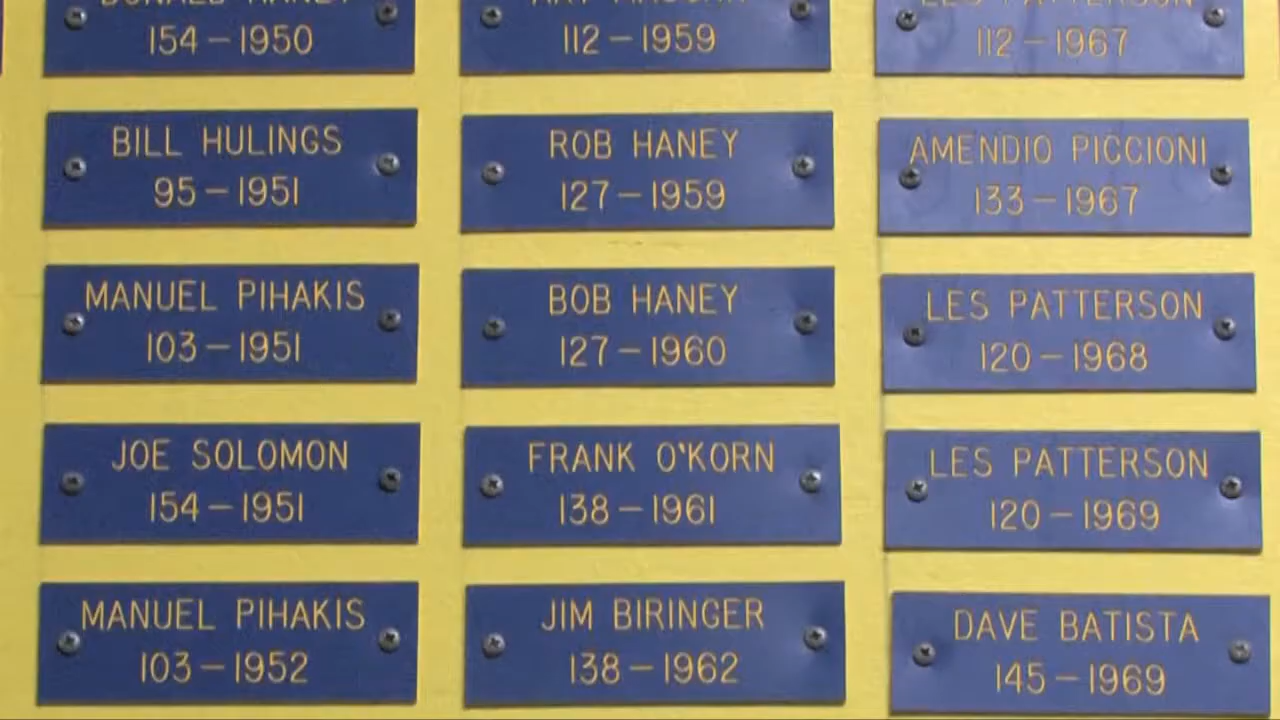 154 – 1950
BILL HULINGS
95 – 1951
MANUEL PIHAKIS
103 – 1951
JOE SOLOMON
154 – 1951
MANUEL PIHAKIS
103 – 1952
112 – 1959
ROB HANEY
127 – 1959
BOB HANEY
127 – 1960
FRANK O'KORN
138 – 1961
JIM BIRINGER
138 – 1962
LES PATTERSON
112 – 1967
AMENDIO PICCIONI
133 – 1967
LES PATTERSON
120 – 1968
LES PATTERSON
120 – 1969
DAVE BATISTA
145 – 1969